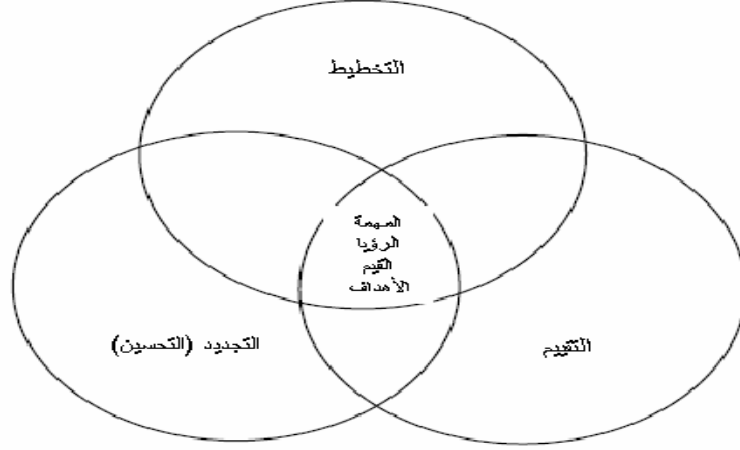 التخطيط
المهمة
الرؤيا
القيم
الأهداف
التقييم
التجديد (التحسين)